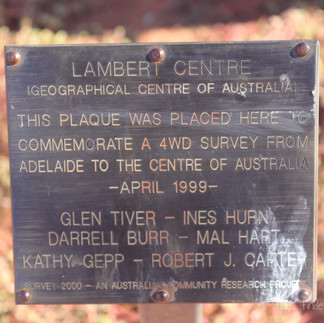 LAMBERT CENTRE
(GEOGRAPHICAL CENTRE OF AUSTRALIA)
THIS PLAQUE WAS PLACED HERE TO
COMMEMORATE A 4WD SURVEY FROM
ADELAIDE TO THE CENTRE OF AUSTRALIA
-APRIL 1999-
GLEN TIVER - INES HURN
DARRELL BURR - MAL HART
KATHY GEPP - ROBERT J. CARTER
SURVEY 2000 - AN AUSTRALIAN COMMUNITY RESEARCH GROUP